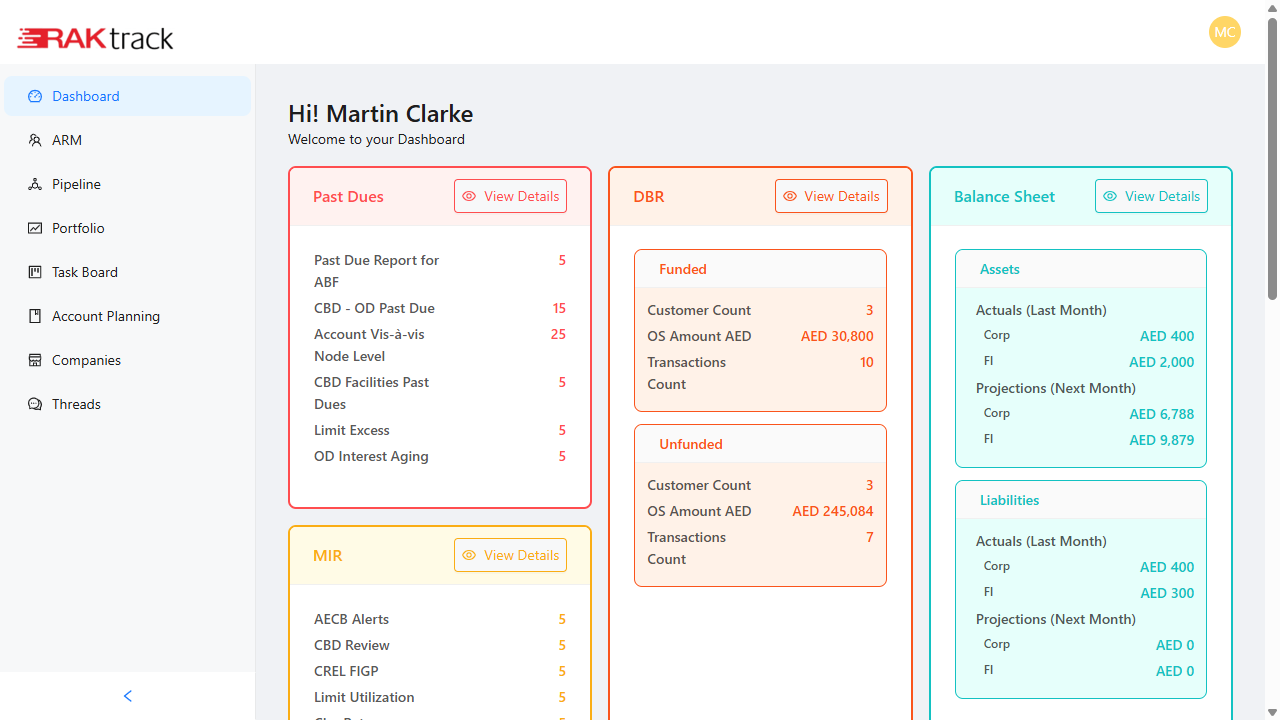 RAKtrack
MC
Dashboard
ARM
Pipeline
Portfolio
Task Board
Account Planning
Companies
Threads
Hi! Martin Clarke
Welcome to your Dashboard
Past Dues
View Details
Past Due Report for 5
ABF
CBD - OD Past Due 15
Account Vis-à-vis 25
Node Level
CBD Facilities Past 5
Dues
Limit Excess 5
OD Interest Aging 5
MIR
View Details
AECB Alerts 5
CBD Review 5
CREL FIGP 5
Limit Utilization 5
DBR
View Details
Funded
Customer Count 3
OS Amount AED AED 30,800
Transactions 10
Count
Unfunded
Customer Count 3
OS Amount AED AED 245,084
Transactions 7
Count
Balance Sheet
View Details
Assets
Actuals (Last Month)
Corp AED 400
FI AED 2,000
Projections (Next Month)
Corp AED 6,788
FI AED 9,879
Liabilities
Actuals (Last Month)
Corp AED 400
FI AED 300
Projections (Next Month)
Corp AED 0
FI AED 0